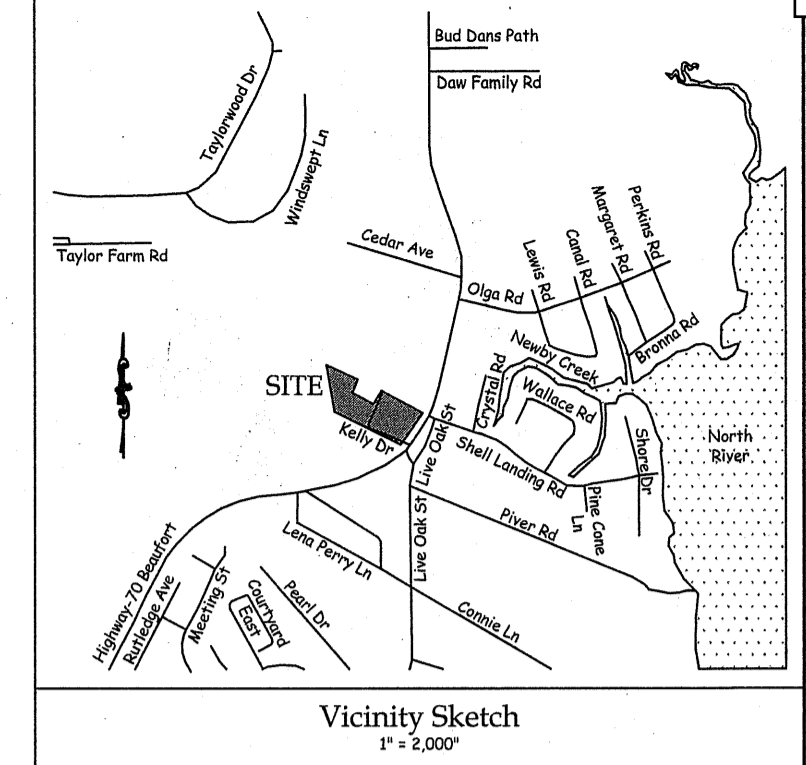 Bud Dans Path
Daw Family Rd
Taylorwood Dr
Windswept Ln
Taylor Farm Rd
Cedar Ave
Olga Rd
Lewis Rd
Canal Rd
Margaret Rd
Perkins Rd
Bronna Rd
Newby Creek
Crystal Rd
Wallace Rd
SITE
Kelly Dr
Live Oak St
Shell Landing Rd
Shore Dr
North
River
Pine Cone
Ln
Live Oak St
Piver Rd
Lena Perry Ln
Connie Ln
Highway-70 Beaufort
Rutledge Ave
Meeting St
Courtyard
East
Pearl Dr
Vicinity Sketch
1" = 2,000"